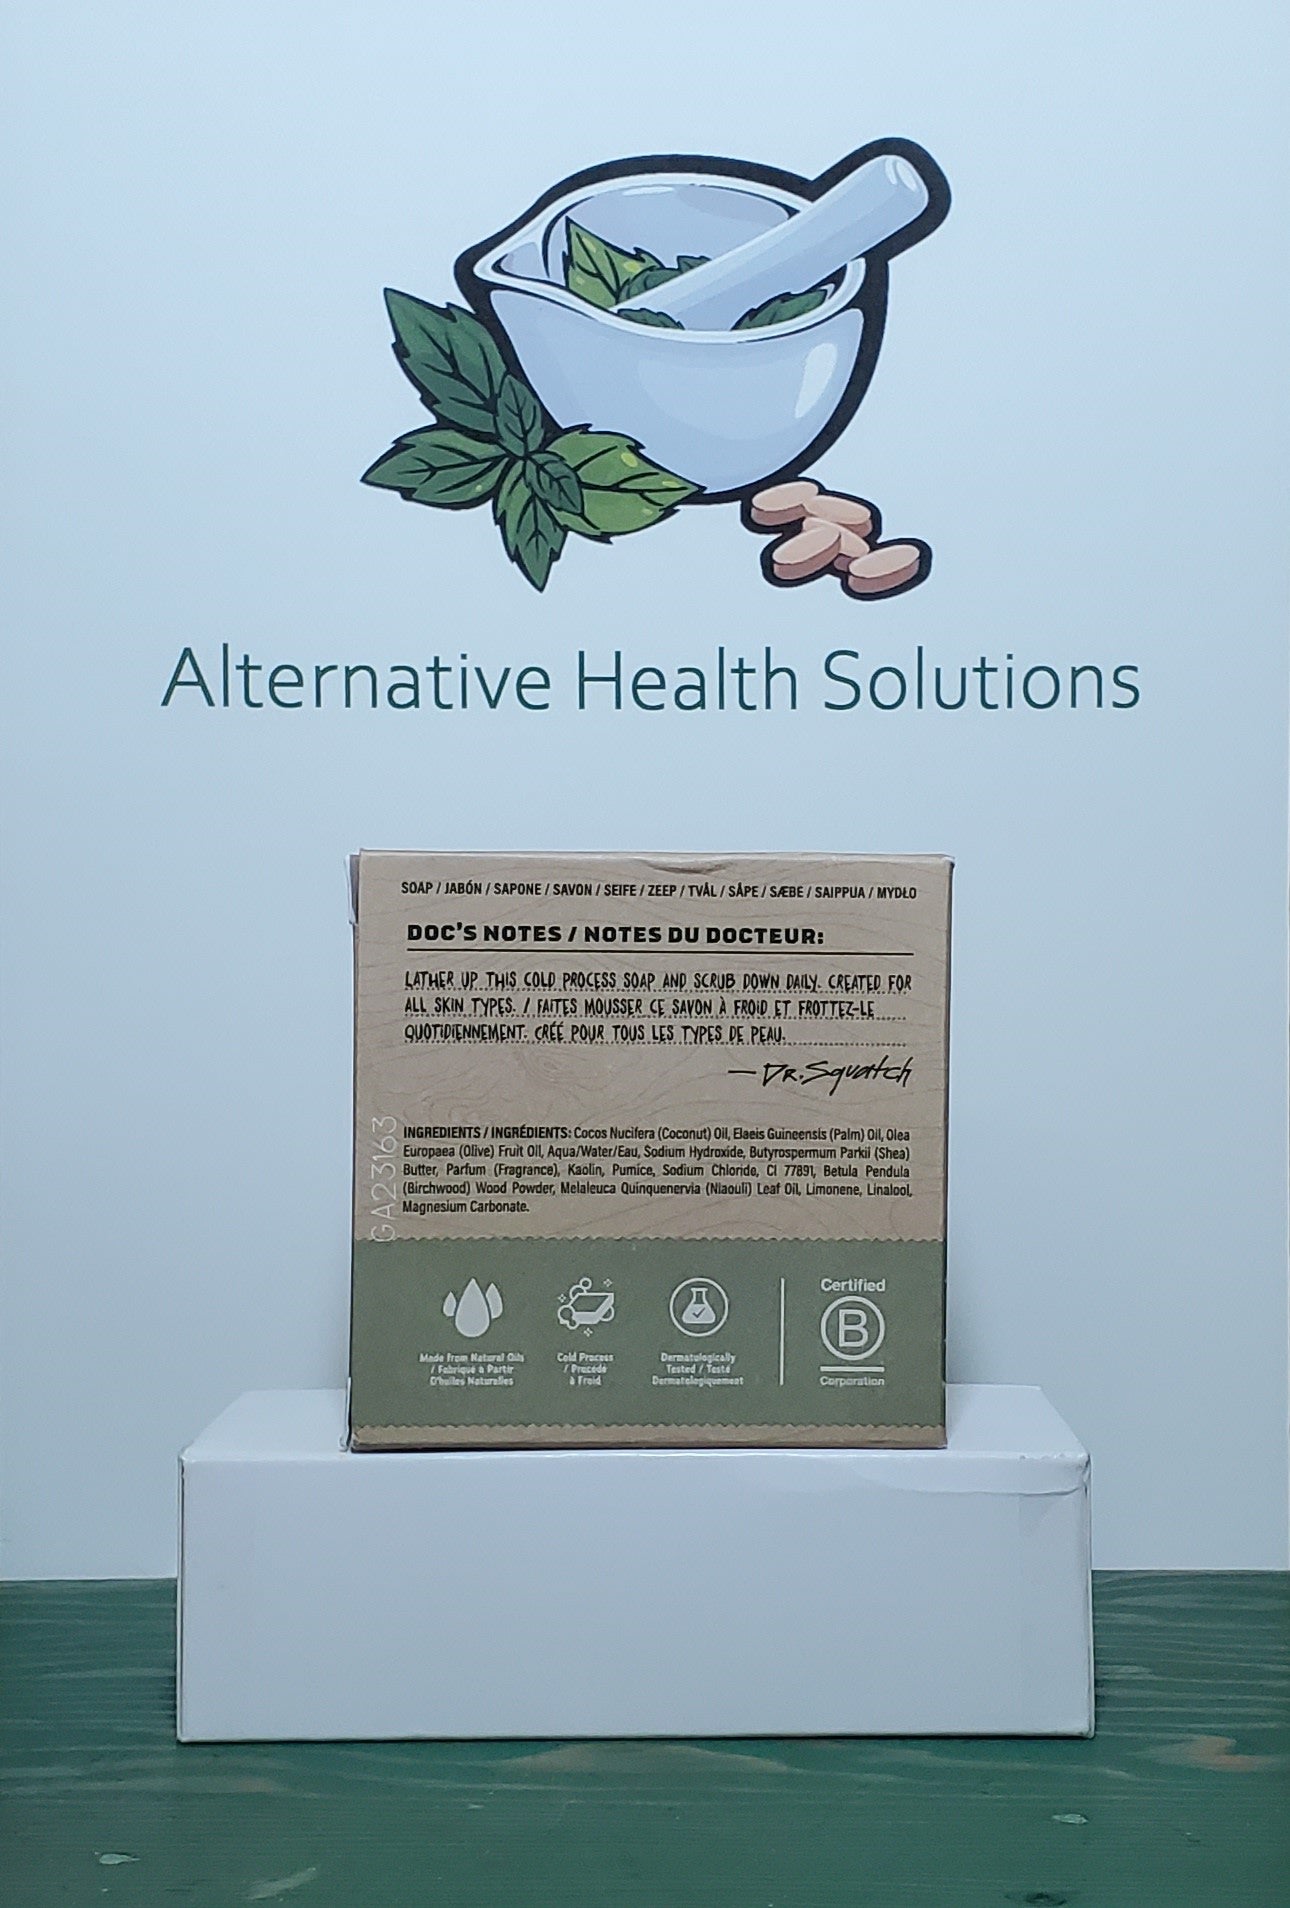 Alternative Health Solutions
SOAP / JABÓN / SAPONE / SAVON / SEIFE / ZEEP / TVÅL / SÅPE / SÆBE / SAIPPUA / MYDŁO
DOC'S NOTES / NOTES DU DOCTEUR:
LATHER UP THIS COLD PROCESS SOAP AND SCRUB DOWN DAILY. CREATED FOR
ALL SKIN TYPES. / FAITES MOUSSER CE SAVON À FROID ET FROTTEZ-LE
QUOTIDIENNEMENT. CRÉÉ POUR TOUS LES TYPES DE PEAU.
— DR. Squatch
GA23163
INGREDIENTS / INGRÉDIENTS: Cocos Nucifera (Coconut) Oil, Elaeis Guineensis (Palm) Oil, Olea
Europaea (Olive) Fruit Oil, Aqua/Water/Eau, Sodium Hydroxide, Butyrospermum Parkii (Shea)
Butter, Parfum (Fragrance), Kaolin, Pumice, Sodium Chloride, CI 77891, Betula Pendula
(Birchwood) Wood Powder, Melaleuca Quinquenervia (Niaouli) Leaf Oil, Limonene, Linalool,
Magnesium Carbonate.
Made from Natural Oils
/ Fabriqué à Partir
D'huiles Naturelles
Cold Process
/ Procédé
à Froid
Dermatologically
Tested / Testé
Dermatologiquement
Certified
B
Corporation